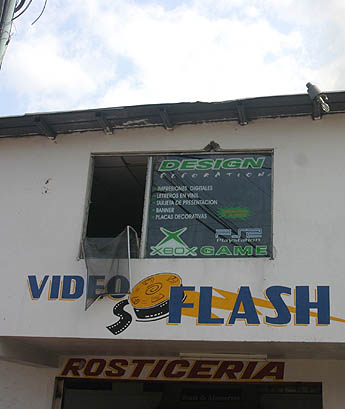 DESIGN
DECORATION
- IMPRESIONES DIGITALES
- LETREROS EN VINIL
- TARJETA DE PRESENTACION
- BANNER
- PLACAS DECORATIVAS
PS2
PlayStation
XBOX GAME
VIDEO FLASH
ROSTICERIA